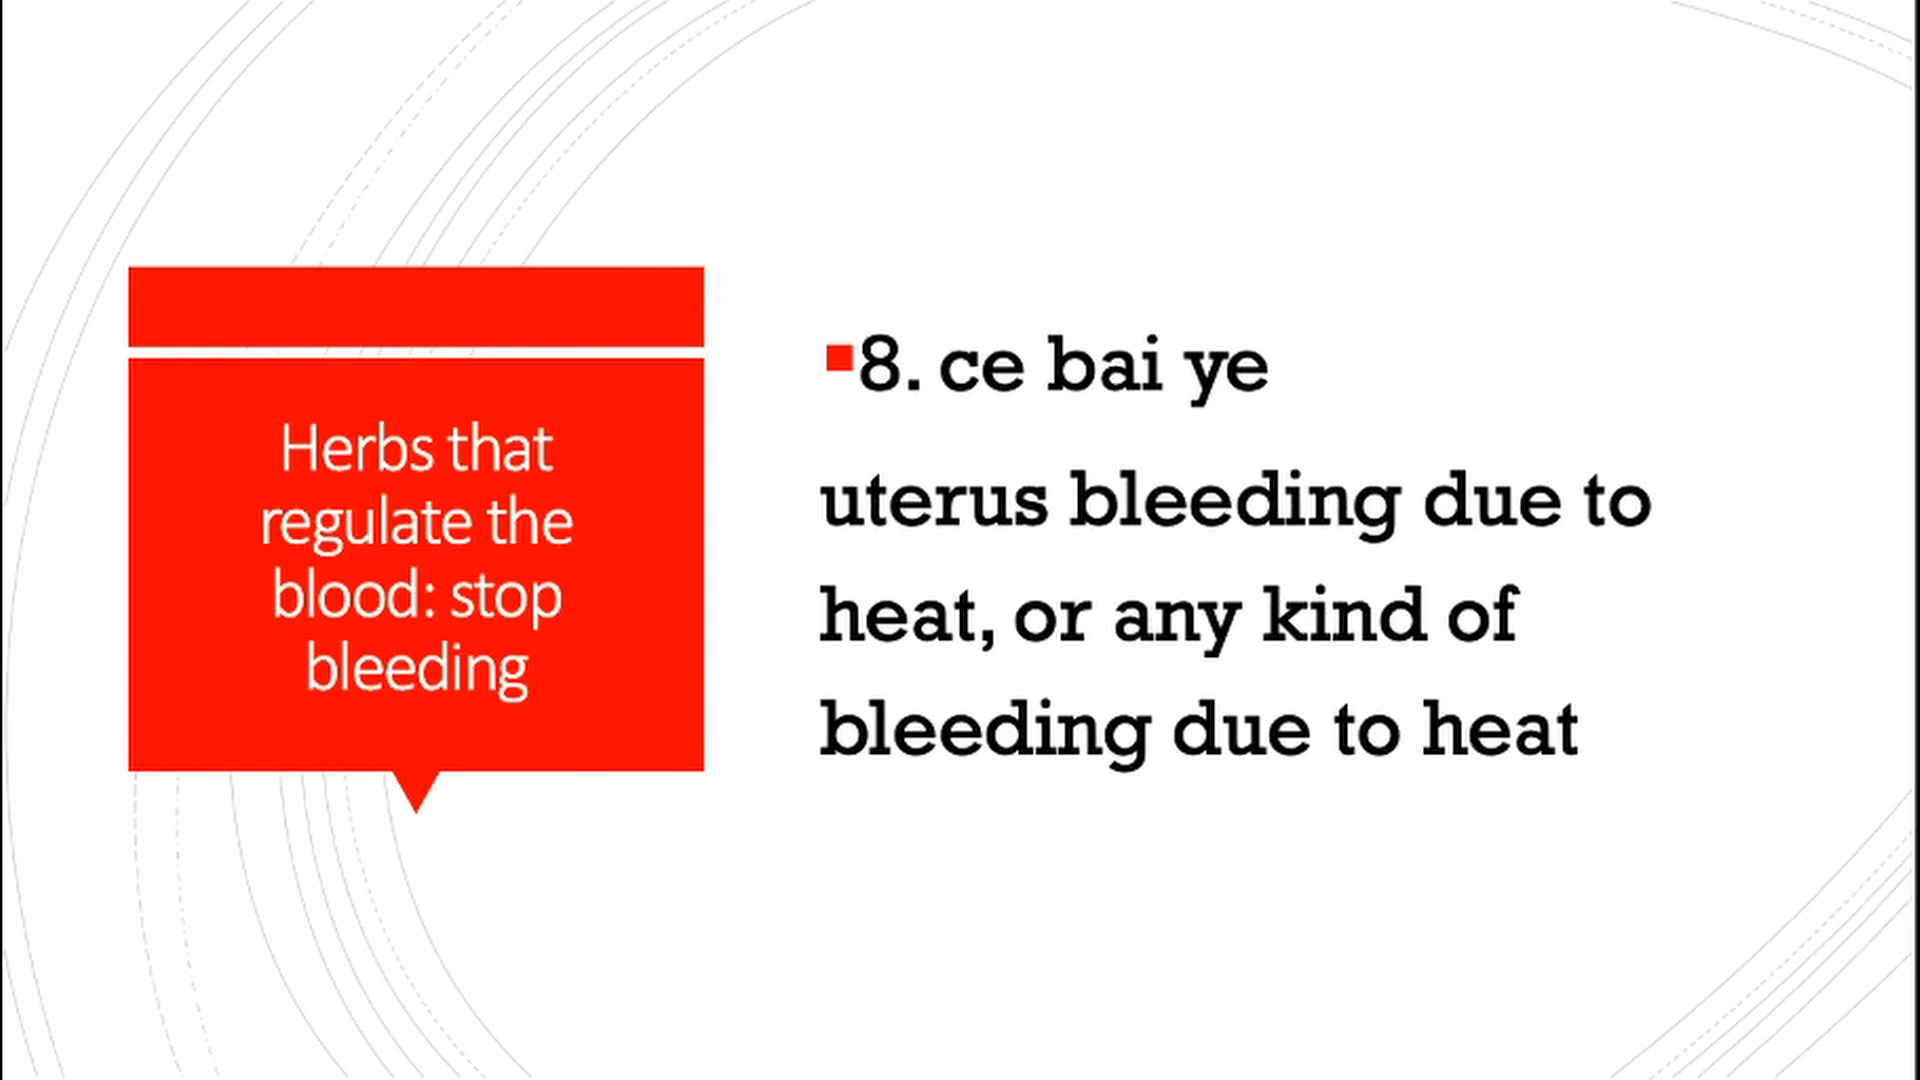 Herbs that
regulate the
blood: stop
bleeding
8. ce bai ye
uterus bleeding due to
heat, or any kind of
bleeding due to heat